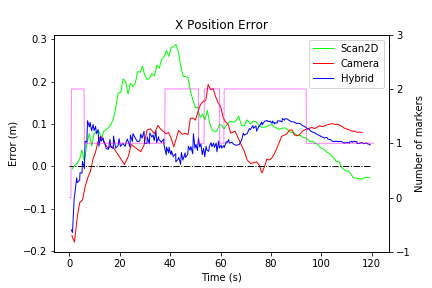 X Position Error
0.3
0.2
0.1
0.0
−0.1
−0.2
Error (m)
0
20
40
60
80
100
120
Time (s)
3
2
1
0
−1
Number of markers
Scan2D
Camera
Hybrid